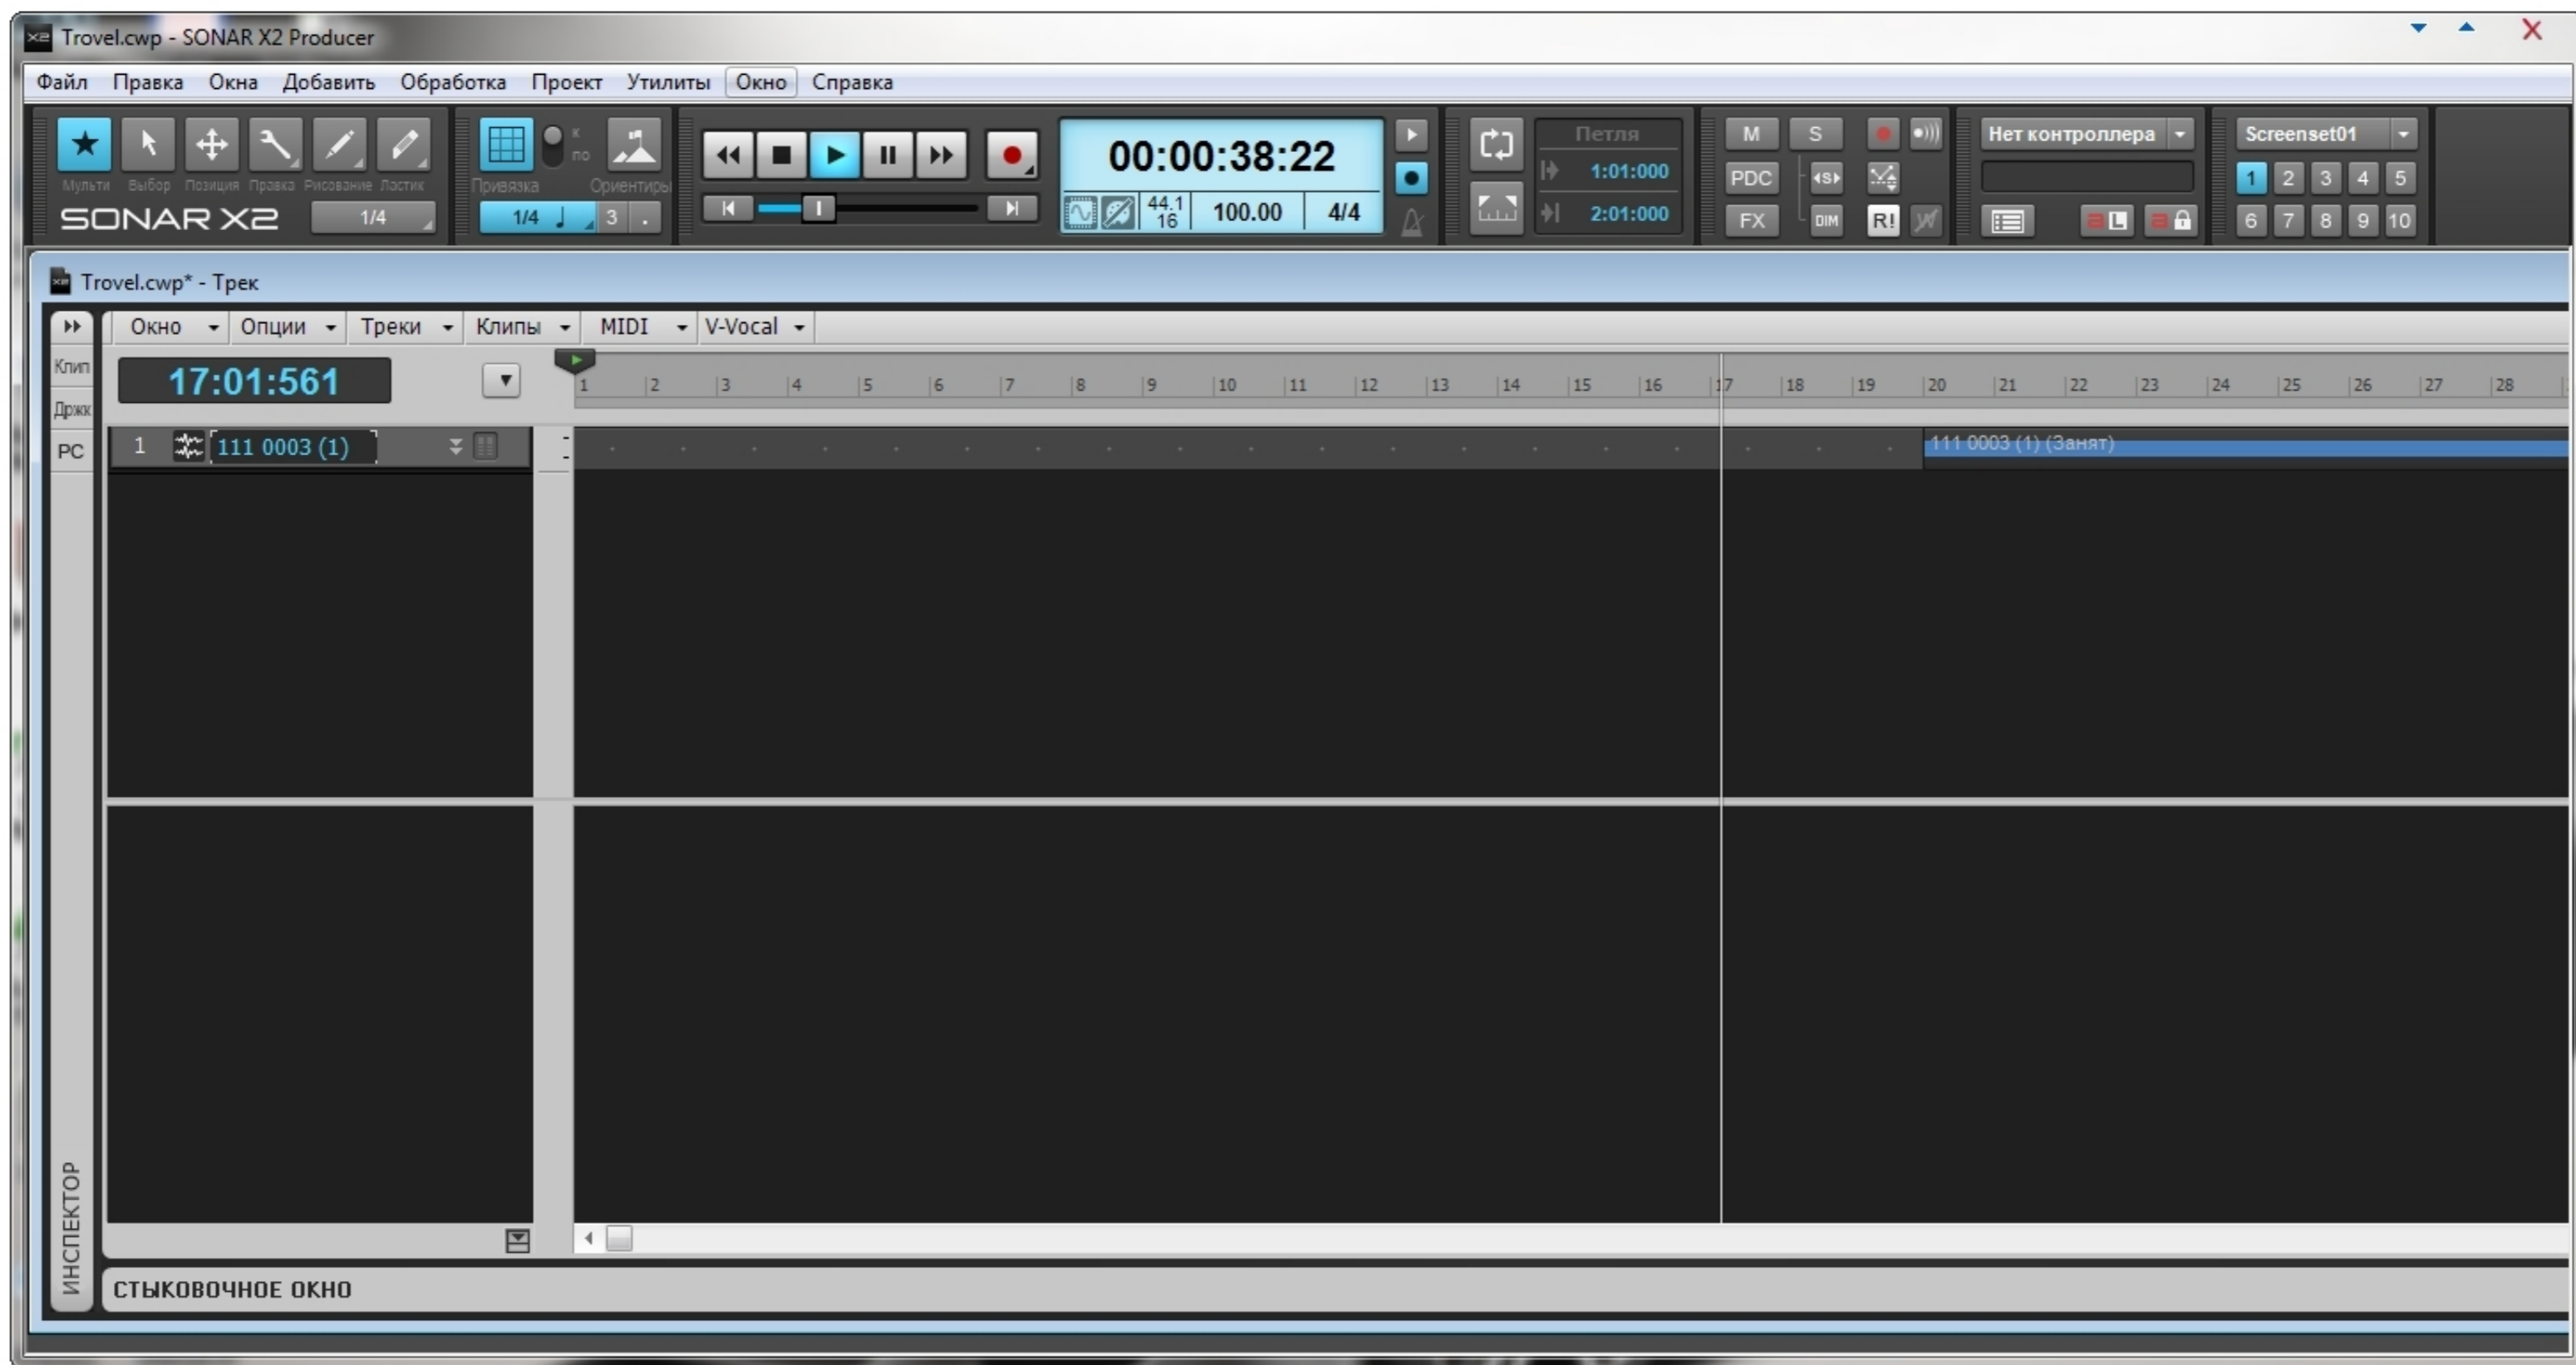 Trovel.cwp - SONAR X2 Producer
Файл Правка Окна Добавить Обработка Проект Утилиты Окно Справка
Мульти Выбор Позиция Правка Рисование Ластик
SONAR X2 1/4
к
по
Привязка Ориентиры
1/4 3 .
00:00:38:22
44.1
16 100.00 4/4
Петля
1:01:000
2:01:000
M S
PDC S
FX DIM R!
Нет контроллера
a L a
Screenset01
1 2 3 4 5
6 7 8 9 10
Trovel.cwp* - Трек
Окно Опции Треки Клипы MIDI V-Vocal
Клип
Држк
PC
17:01:561
1 2 3 4 5 6 7 8 9 10 11 12 13 14 15 16 17 18 19 20 21 22 23 24 25 26 27 28
1 111 0003 (1)
111 0003 (1) (Занят)
ИНСПЕКТОР
СТЫКОВОЧНОЕ ОКНО